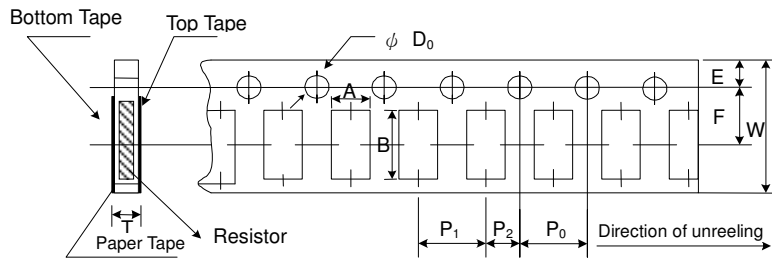 Bottom Tape
Top Tape
ϕ D₀
A
B
E
F
W
T
P₁
P₂
P₀
Direction of unreeling
Paper Tape
Resistor